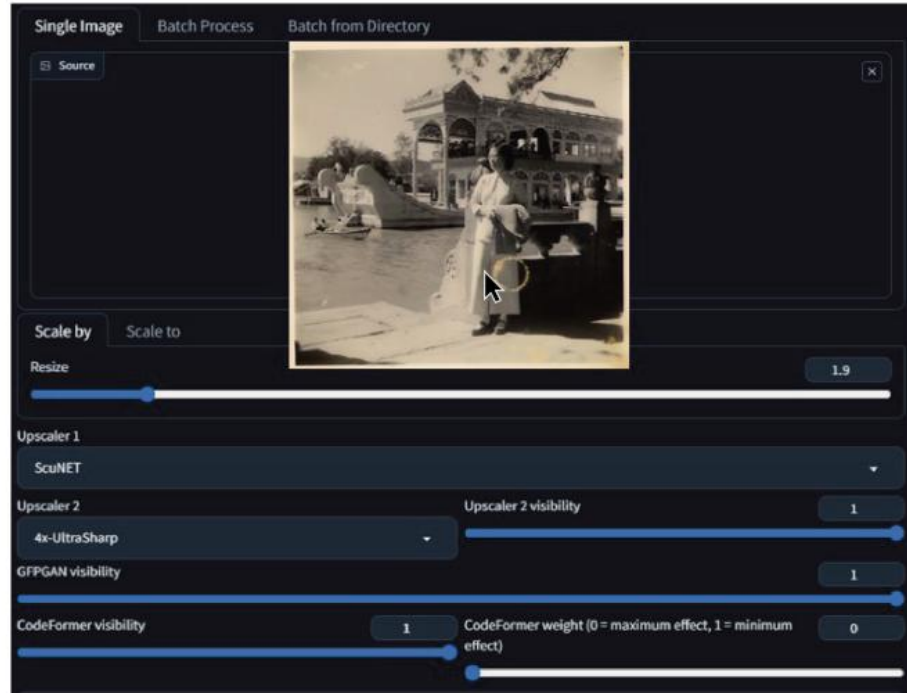 Single Image Batch Process Batch from Directory
Source
Scale by Scale to
Resize 1.9
Upscaler 1
ScuNET
Upscaler 2 Upscaler 2 visibility 1
4x-UltraSharp
GFPGAN visibility 1
CodeFormer visibility 1 CodeFormer weight (0 = maximum effect, 1 = minimum
effect) 0